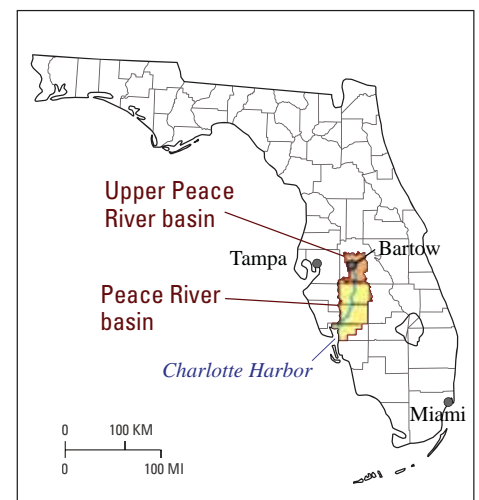 Upper Peace
River basin
Bartow
Tampa
Peace River
basin
Charlotte Harbor
Miami
0 100 KM
0 100 MI